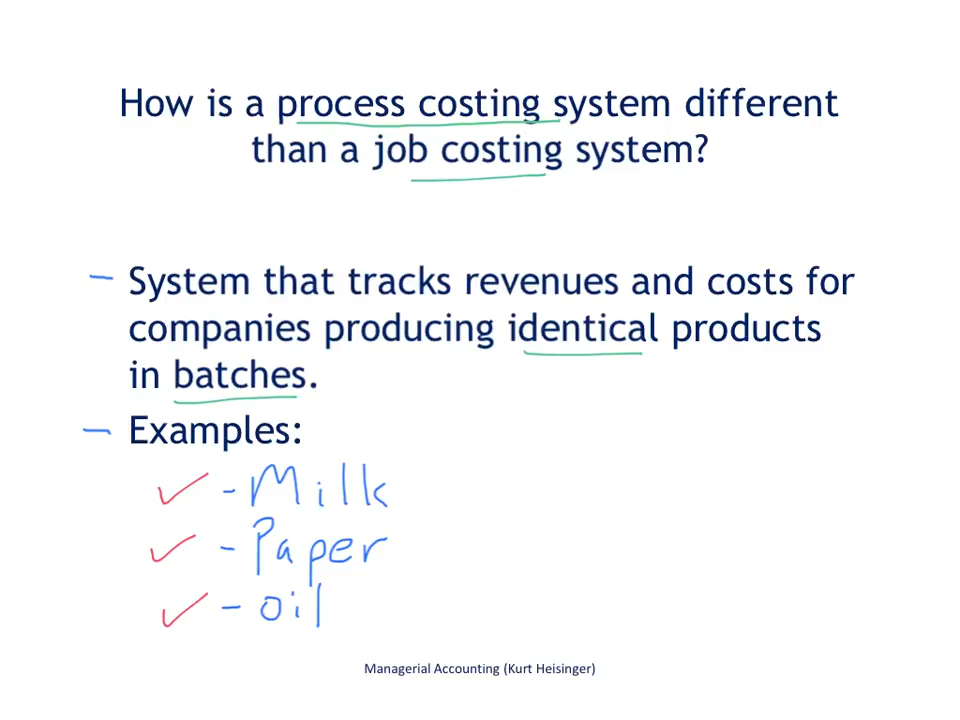 How is a process costing system different
than a job costing system?
– System that tracks revenues and costs for
companies producing identical products
in batches.
– Examples:
- Milk
- Paper
- oil
Managerial Accounting (Kurt Heisinger)